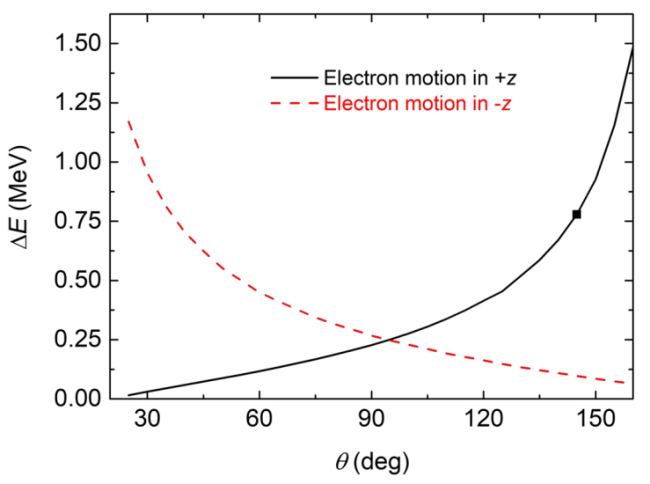 1.50
Electron motion in +z
Electron motion in -z
1.25
1.00
ΔE (MeV)
0.75
0.50
0.25
0.00
30 60 90 120 150
θ (deg)